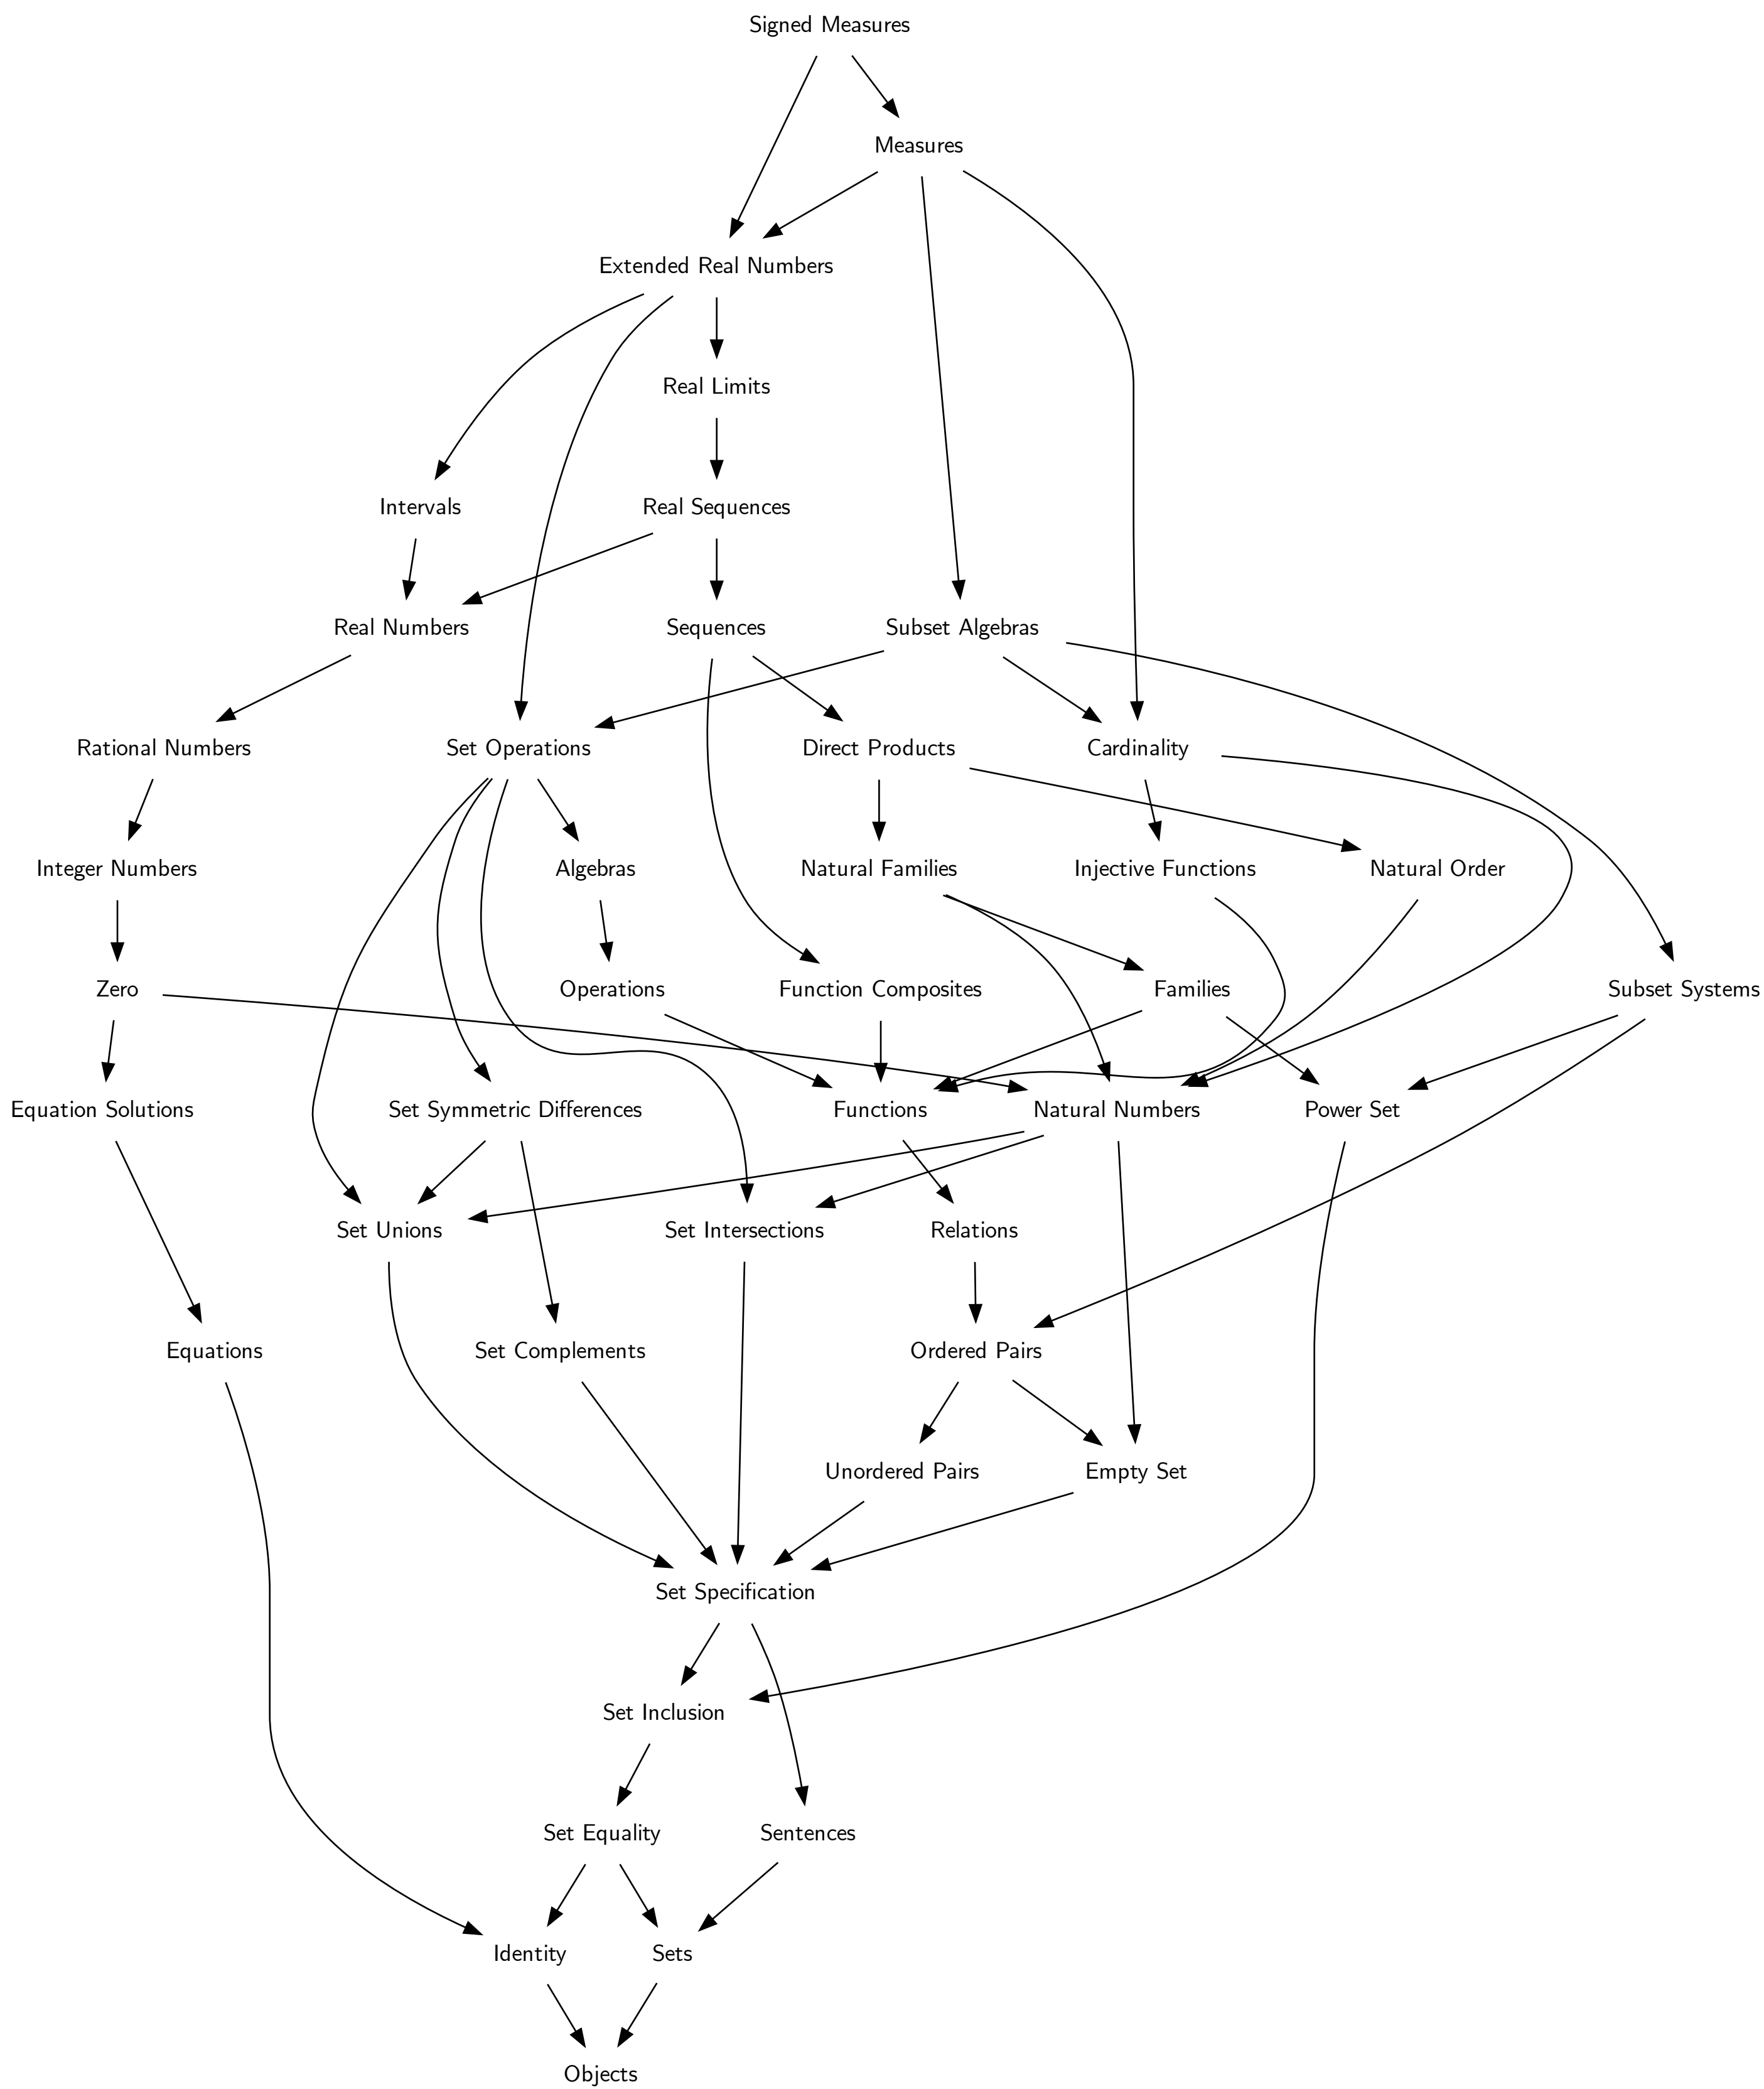 Signed Measures
Measures
Extended Real Numbers
Real Limits
Intervals
Real Sequences
Real Numbers
Sequences
Subset Algebras
Rational Numbers
Set Operations
Direct Products
Cardinality
Integer Numbers
Algebras
Natural Families
Injective Functions
Natural Order
Zero
Operations
Function Composites
Families
Subset Systems
Equation Solutions
Set Symmetric Differences
Functions
Natural Numbers
Power Set
Set Unions
Set Intersections
Relations
Equations
Set Complements
Ordered Pairs
Unordered Pairs
Empty Set
Set Specification
Set Inclusion
Set Equality
Sentences
Identity
Sets
Objects